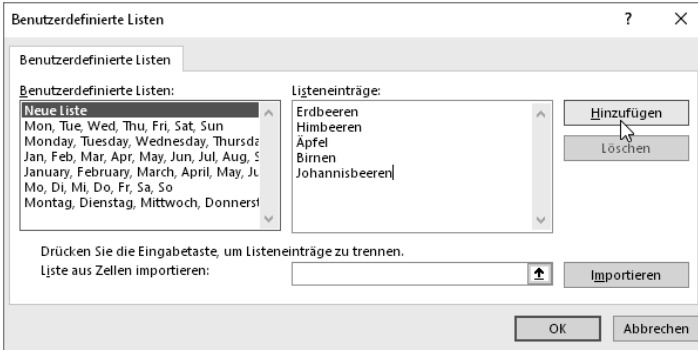 Benutzerdefinierte Listen ? ×
Benutzerdefinierte Listen
Benutzerdefinierte Listen:
Neue Liste
Mon, Tue, Wed, Thu, Fri, Sat, Sun
Monday, Tuesday, Wednesday, Thursda
Jan, Feb, Mar, Apr, May, Jun, Jul, Aug, S
January, February, March, April, May, Ju
Mo, Di, Mi, Do, Fr, Sa, So
Montag, Dienstag, Mittwoch, Donnerst
Listeneinträge:
Erdbeeren
Himbeeren
Äpfel
Birnen
Johannisbeeren
Hinzufügen
Löschen
Drücken Sie die Eingabetaste, um Listeneinträge zu trennen.
Liste aus Zellen importieren:
Importieren
OK
Abbrechen